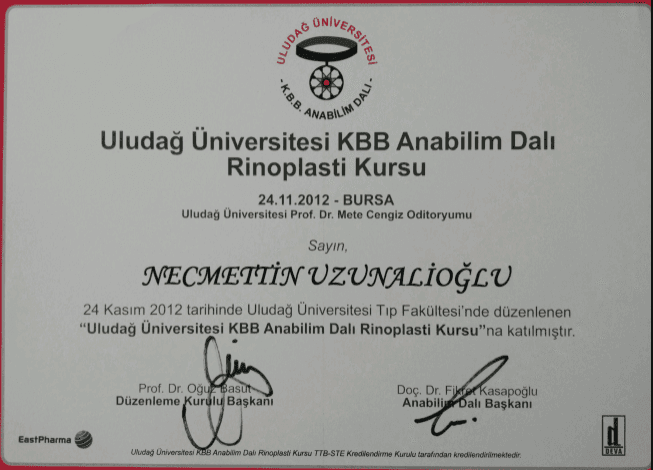 ULUDAĞ ÜNİVERSİTESİ
- K.B.B. ANABİLİM DALI -
Uludağ Üniversitesi KBB Anabilim Dalı
Rinoplasti Kursu
24.11.2012 - BURSA
Uludağ Üniversitesi Prof. Dr. Mete Cengiz Oditoryumu
Sayın,
NECMETTİN UZUNALİOĞLU
24 Kasım 2012 tarihinde Uludağ Üniversitesi Tıp Fakültesi'nde düzenlenen
“Uludağ Üniversitesi KBB Anabilim Dalı Rinoplasti Kursu”na katılmıştır.
Prof. Dr. Oğuz Basut
Düzenleme Kurulu Başkanı
Doç. Dr. Fikret Kasapoğlu
Anabilim Dalı Başkanı
EastPharma
DEVA
Uludağ Üniversitesi KBB Anabilim Dalı Rinoplasti Kursu TTB-STE Kredilendirme Kurulu tarafından kredilendirilmektedir.